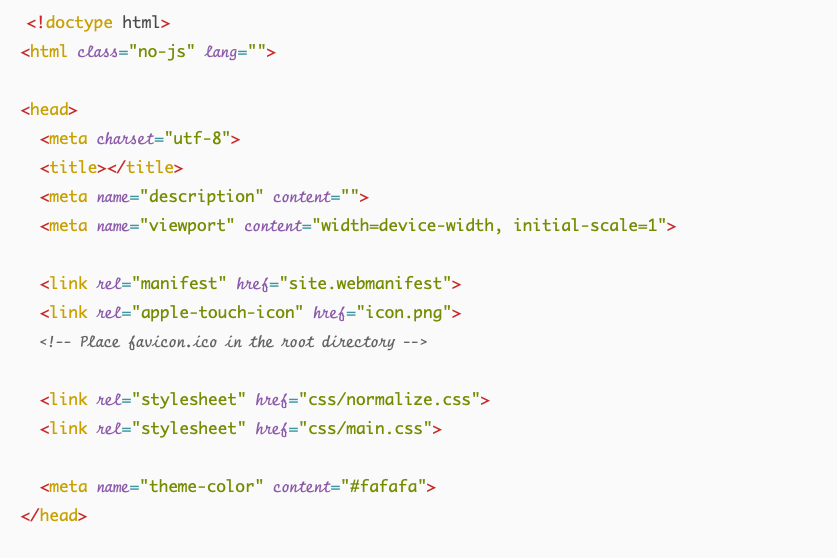 <!doctype html>
<html class="no-js" lang="">
<head>
<meta charset="utf-8">
<title></title>
<meta name="description" content="">
<meta name="viewport" content="width=device-width, initial-scale=1">
<link rel="manifest" href="site.webmanifest">
<link rel="apple-touch-icon" href="icon.png">
<!-- Place favicon.ico in the root directory -->
<link rel="stylesheet" href="css/normalize.css">
<link rel="stylesheet" href="css/main.css">
<meta name="theme-color" content="#fafafa">
</head>